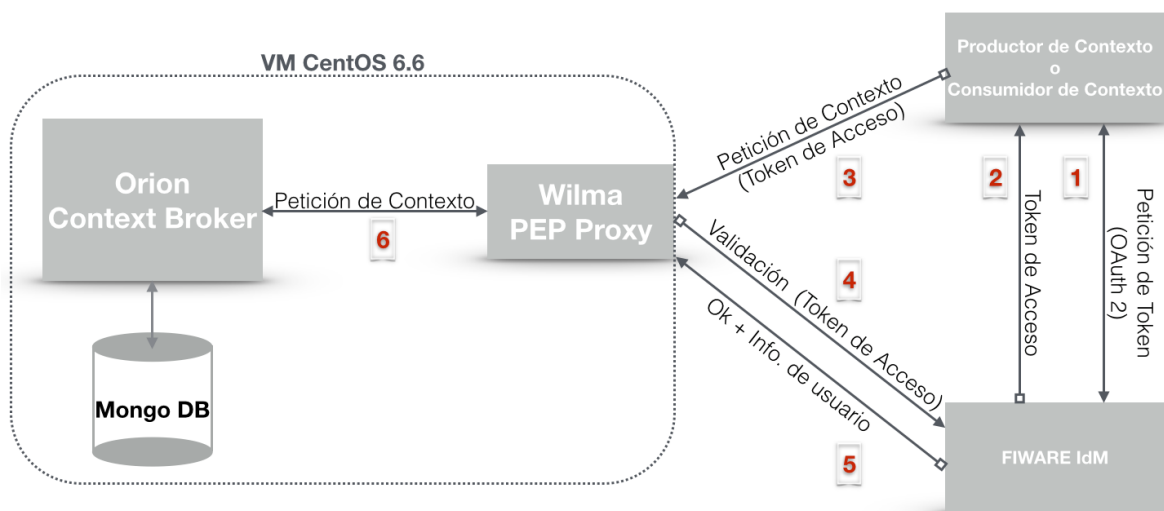 VM CentOS 6.6
Orion
Context Broker
Mongo DB
Petición de Contexto
6
Wilma
PEP Proxy
Productor de Contexto
o
Consumidor de Contexto
Petición de Contexto
(Token de Acceso)
3
2
1
Token de Acceso
Petición de Token
(OAuth 2)
Validación (Token de Acceso)
4
Ok + Info. de usuario
5
FIWARE IdM